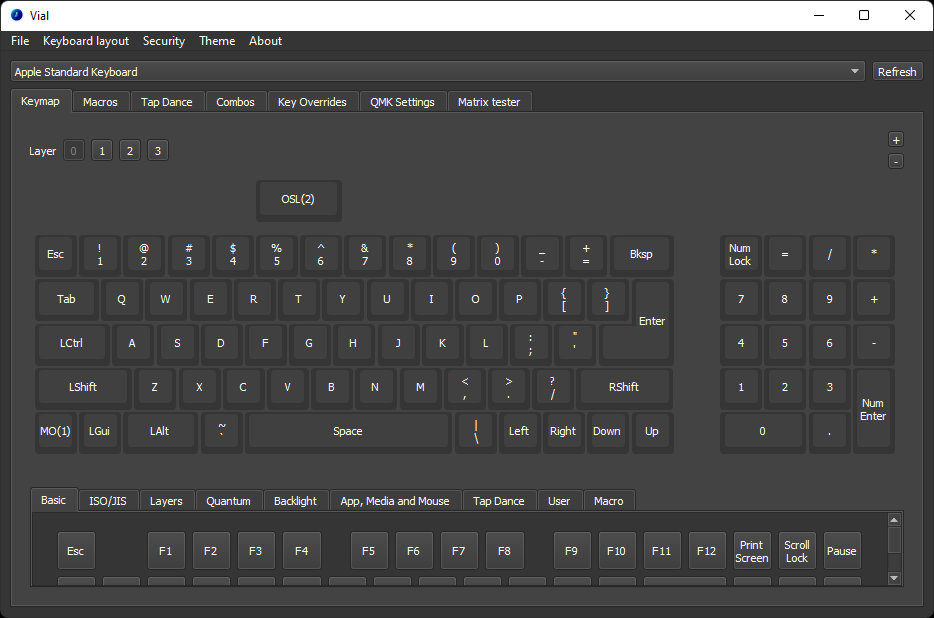 Vial
File Keyboard layout Security Theme About
Apple Standard Keyboard Refresh
Keymap Macros Tap Dance Combos Key Overrides QMK Settings Matrix tester
Layer 0 1 2 3 +
-
OSL(2)
Esc ! 1 @ 2 # 3 $ 4 % 5 ^ 6 & 7 * 8 ( 9 ) 0 _ - + = Bksp Num Lock = / *
Tab Q W E R T Y U I O P { [ } ] Enter 7 8 9 +
LCtrl A S D F G H J K L : ; " ' 4 5 6 -
LShift Z X C V B N M < , > . ? / RShift 1 2 3 Num Enter
MO(1) LGui LAlt ~ ` Space | \ Left Right Down Up 0 .
Basic ISO/JIS Layers Quantum Backlight App, Media and Mouse Tap Dance User Macro
Esc F1 F2 F3 F4 F5 F6 F7 F8 F9 F10 F11 F12 Print Screen Scroll Lock Pause